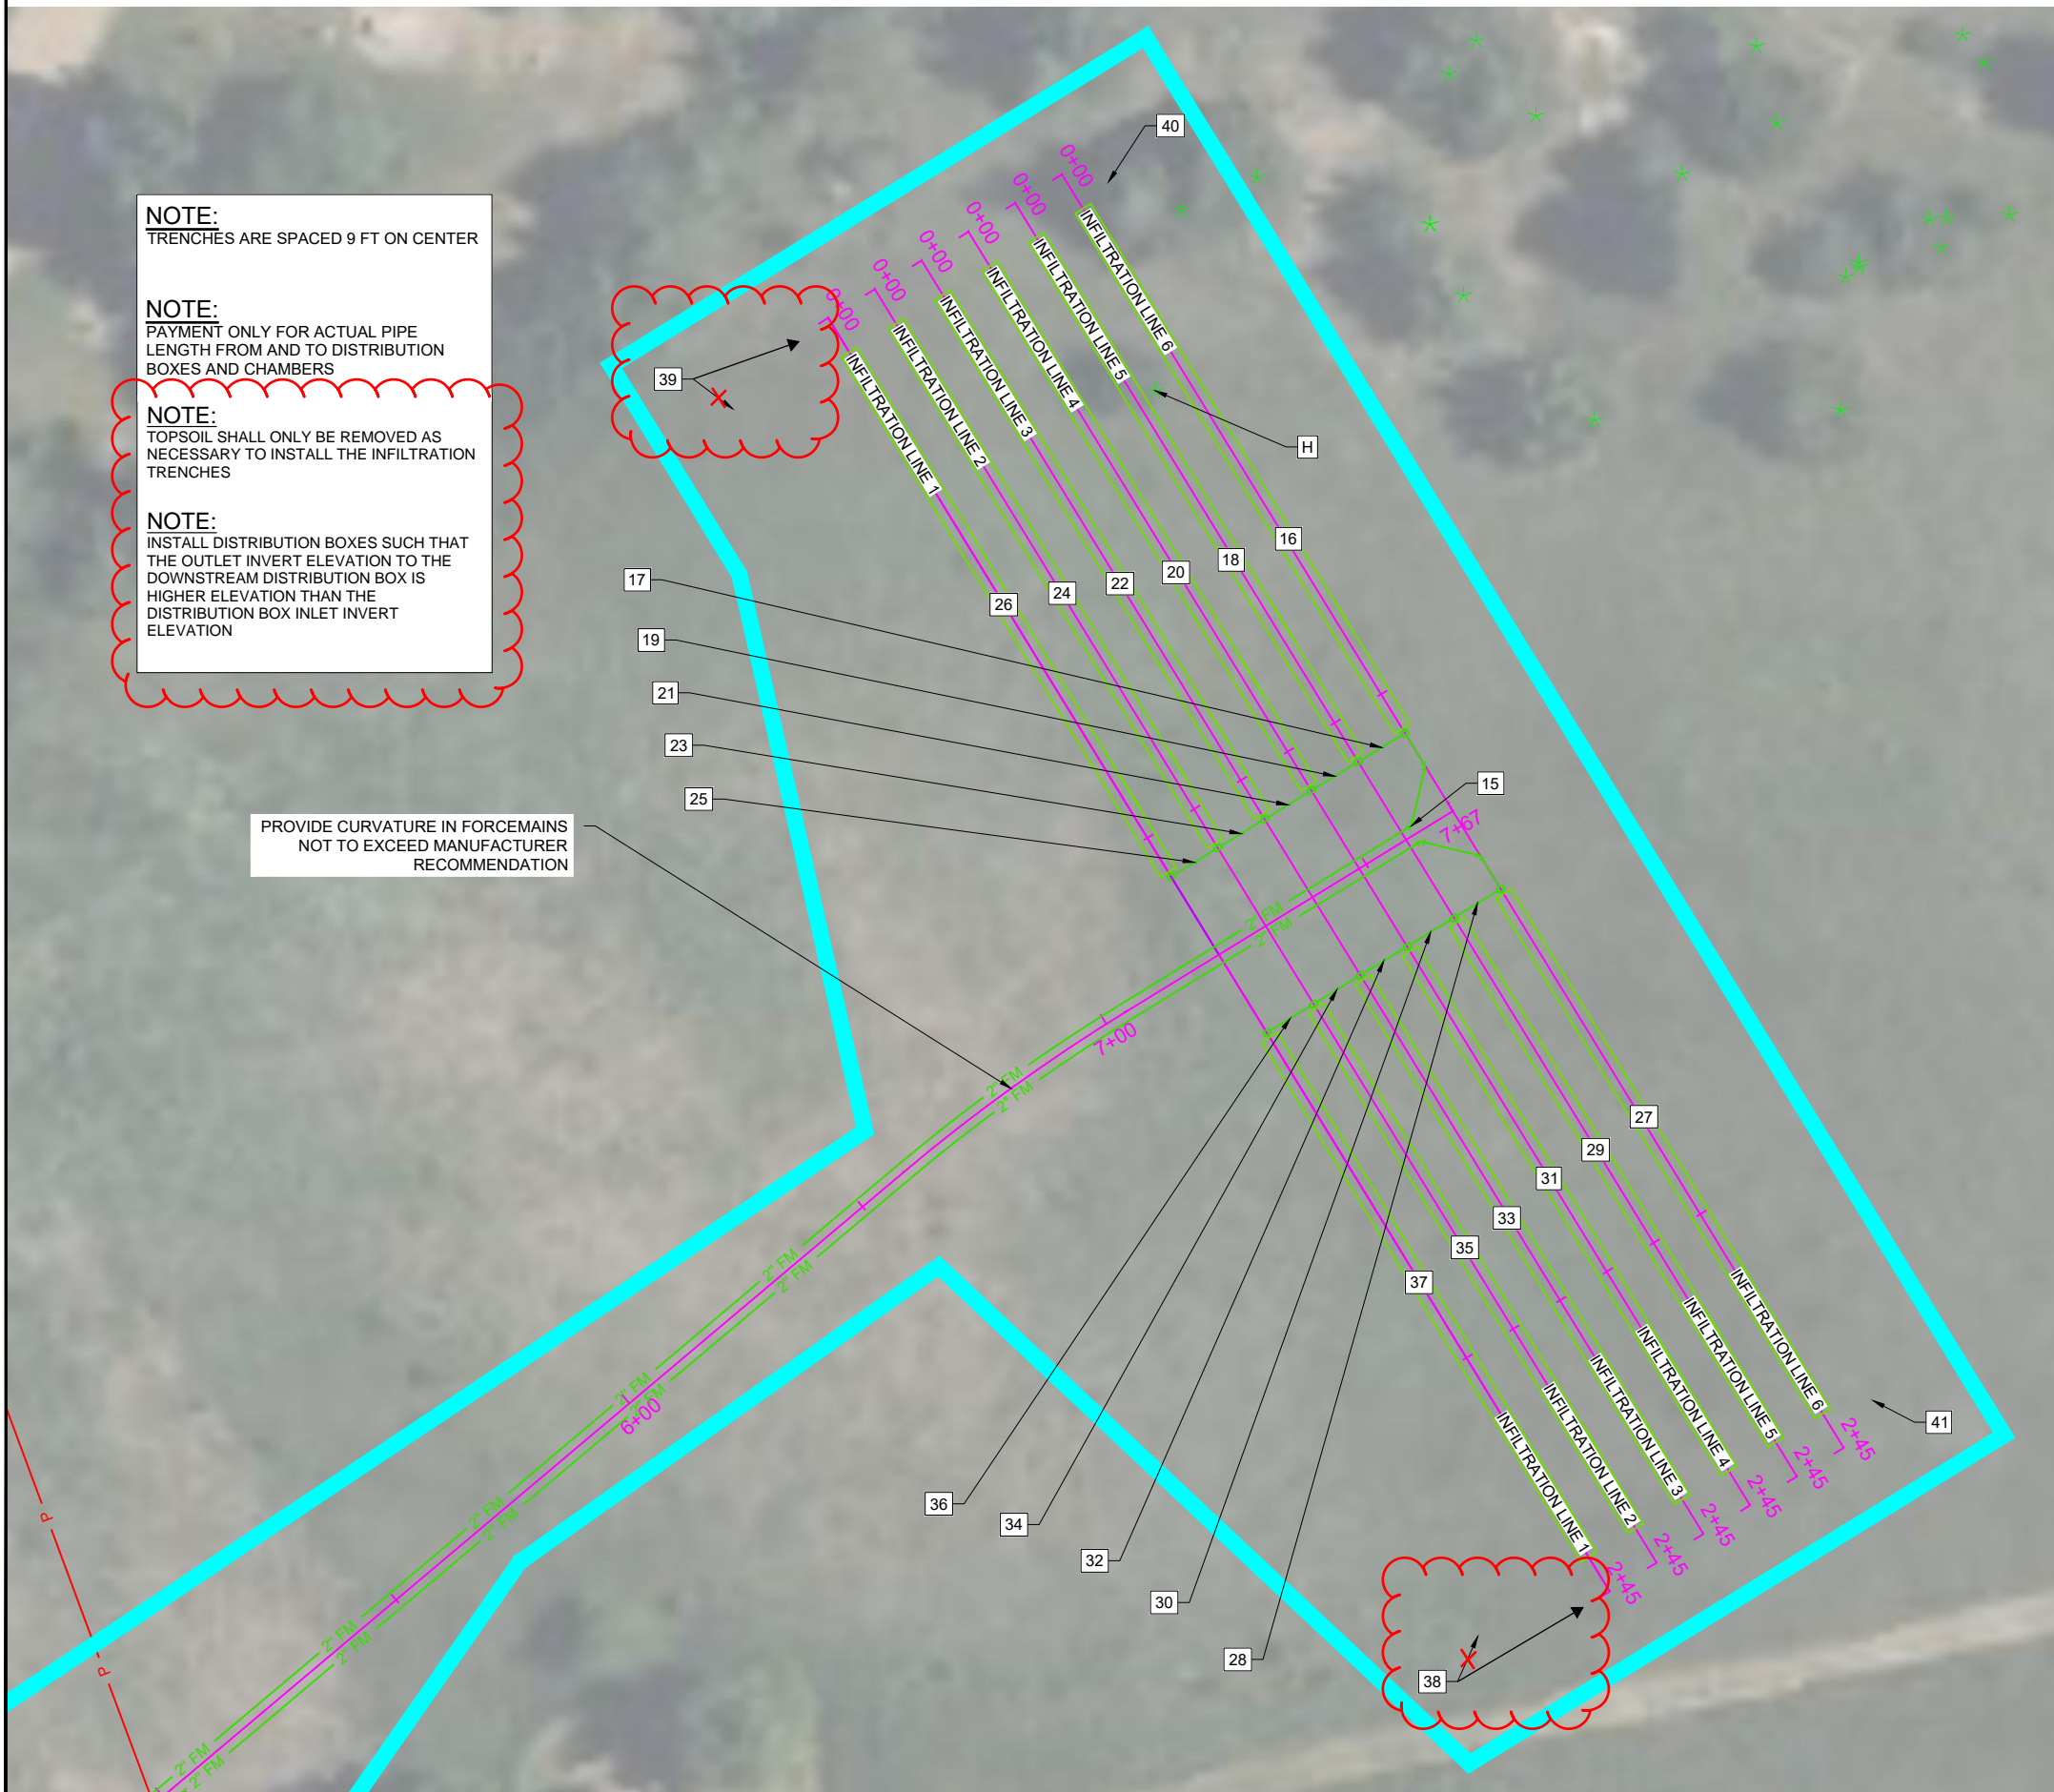 NOTE:
TRENCHES ARE SPACED 9 FT ON CENTER
NOTE:
PAYMENT ONLY FOR ACTUAL PIPE
LENGTH FROM AND TO DISTRIBUTION
BOXES AND CHAMBERS
NOTE:
TOPSOIL SHALL ONLY BE REMOVED AS
NECESSARY TO INSTALL THE INFILTRATION
TRENCHES
NOTE:
INSTALL DISTRIBUTION BOXES SUCH THAT
THE OUTLET INVERT ELEVATION TO THE
DOWNSTREAM DISTRIBUTION BOX IS
HIGHER ELEVATION THAN THE
DISTRIBUTION BOX INLET INVERT
ELEVATION
40
0+00
0+00
0+00
0+00
0+00
0+00
39
INFILTRATION LINE 1
INFILTRATION LINE 2
INFILTRATION LINE 3
INFILTRATION LINE 4
INFILTRATION LINE 5
INFILTRATION LINE 6
H
16
18
20
22
24
26
17
19
21
23
25
15
7+67
PROVIDE CURVATURE IN FORCEMAINS
NOT TO EXCEED MANUFACTURER
RECOMMENDATION
2" FM
2" FM
7+00
2" FM
2" FM
27
29
31
33
35
37
2" FM
2" FM
INFILTRATION LINE 6
INFILTRATION LINE 5
INFILTRATION LINE 4
INFILTRATION LINE 3
INFILTRATION LINE 2
INFILTRATION LINE 1
2+45
2+45
2+45
2+45
2+45
2+45
41
2" FM
2" FM
6+00
36
34
32
30
28
38
2" FM
2" FM
P
P
2" FM
2" FM
2" FM
2" FM